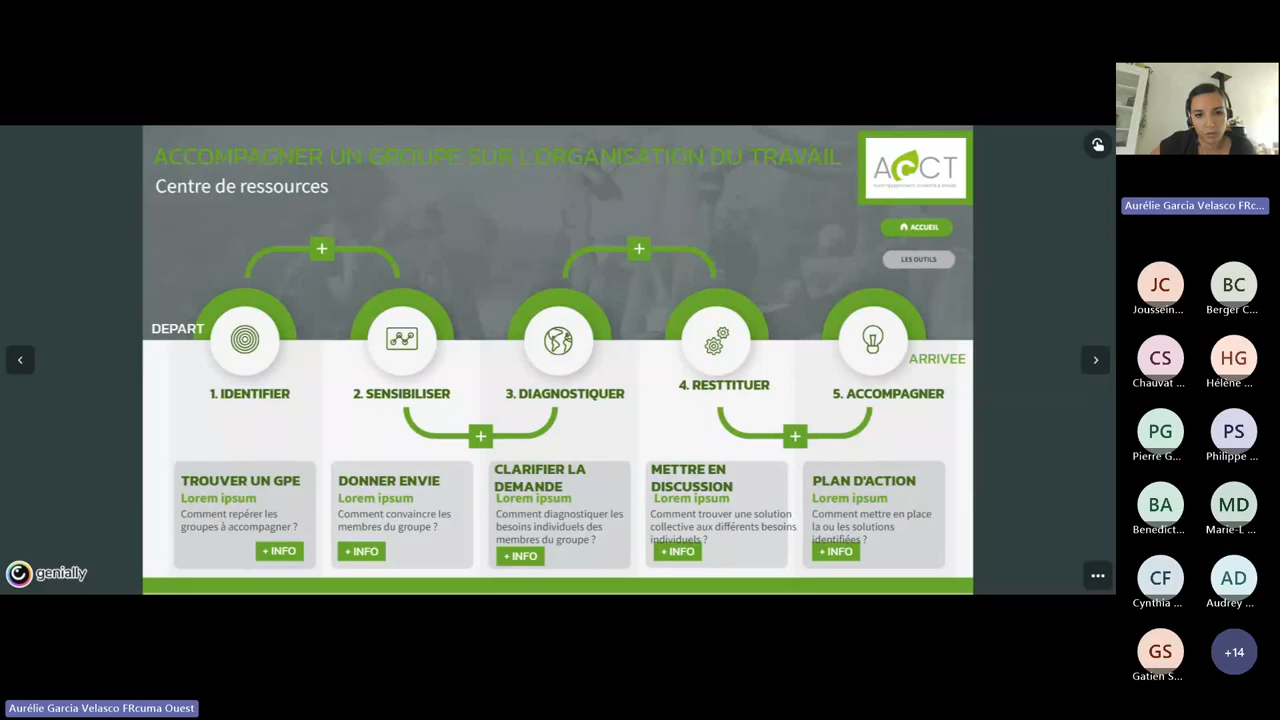 ACCOMPAGNER UN GROUPE SUR L'ORGANISATION DU TRAVAIL
Centre de ressources
ACCT
ACCUEIL
LES OUTILS
+
+
DEPART
ARRIVEE
1. IDENTIFIER
2. SENSIBILISER
3. DIAGNOSTIQUER
4. RESTTITUER
5. ACCOMPAGNER
+
+
TROUVER UN GPE
Lorem ipsum
Comment repérer les
groupes à accompagner ?
+ INFO
DONNER ENVIE
Lorem ipsum
Comment convaincre les
membres du groupe ?
+ INFO
CLARIFIER LA
DEMANDE
Lorem ipsum
Comment diagnostiquer les
besoins individuels des
membres du groupe ?
+ INFO
METTRE EN
DISCUSSION
Lorem ipsum
Comment trouver une solution
collective aux différents besoins
individuels ?
+ INFO
PLAN D'ACTION
Lorem ipsum
Comment mettre en place
la ou les solutions
identifiées ?
+ INFO
genially
Aurélie Garcia Velasco FRcuma Ouest
Aurélie Garcia Velasco FRc...
JC
Joussein...
BC
Berger C...
CS
Chauvat ...
HG
Hélène ...
PG
Pierre G...
PS
Philippe ...
BA
Benedict...
MD
Marie-L ...
CF
Cynthia ...
AD
Audrey ...
GS
Gatien S...
+14